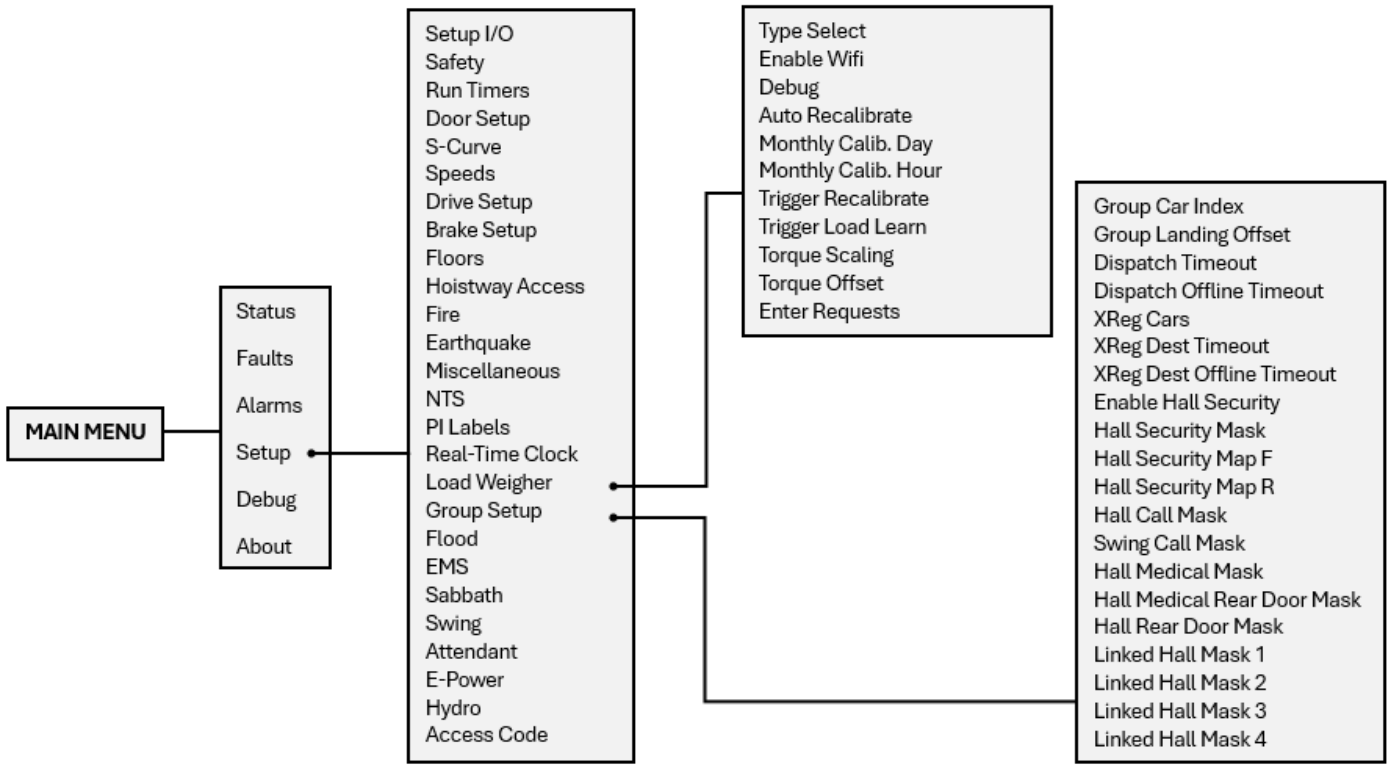 MAIN MENU
Status
Faults
Alarms
Setup
Debug
About
Setup I/O
Safety
Run Timers
Door Setup
S-Curve
Speeds
Drive Setup
Brake Setup
Floors
Hoistway Access
Fire
Earthquake
Miscellaneous
NTS
PI Labels
Real-Time Clock
Load Weigher
Group Setup
Flood
EMS
Sabbath
Swing
Attendant
E-Power
Hydro
Access Code
Type Select
Enable Wifi
Debug
Auto Recalibrate
Monthly Calib. Day
Monthly Calib. Hour
Trigger Recalibrate
Trigger Load Learn
Torque Scaling
Torque Offset
Enter Requests
Group Car Index
Group Landing Offset
Dispatch Timeout
Dispatch Offline Timeout
XReg Cars
XReg Dest Timeout
XReg Dest Offline Timeout
Enable Hall Security
Hall Security Mask
Hall Security Map F
Hall Security Map R
Hall Call Mask
Swing Call Mask
Hall Medical Mask
Hall Medical Rear Door Mask
Hall Rear Door Mask
Linked Hall Mask 1
Linked Hall Mask 2
Linked Hall Mask 3
Linked Hall Mask 4